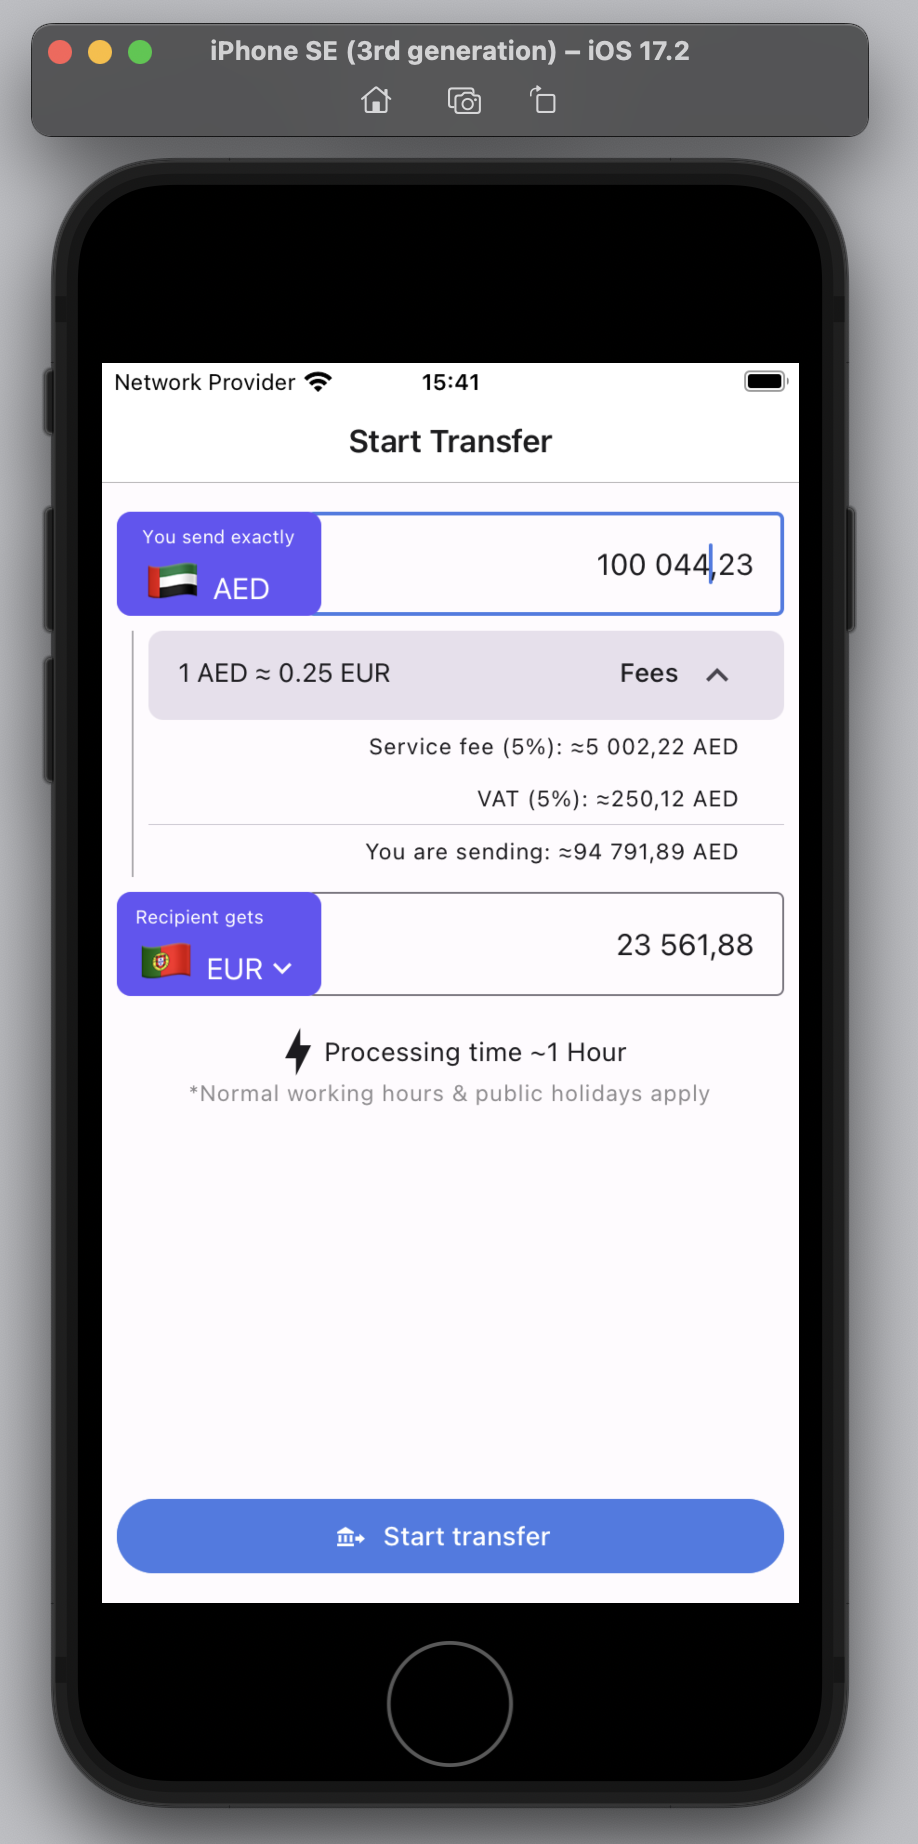 iPhone SE (3rd generation) – iOS 17.2
Network Provider 15:41
Start Transfer
You send exactly
AED
100 044,23
1 AED ≈ 0.25 EUR Fees
Service fee (5%): ≈5 002,22 AED
VAT (5%): ≈250,12 AED
You are sending: ≈94 791,89 AED
Recipient gets
EUR
23 561,88
Processing time ~1 Hour
*Normal working hours & public holidays apply
Start transfer